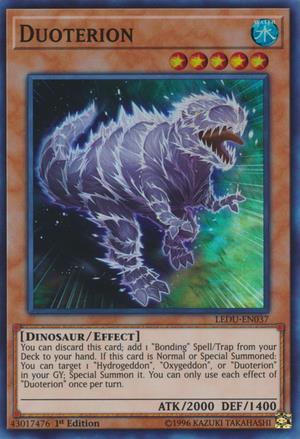 DUOTERION
WATER
水
LEDU-EN037
[DINOSAUR/EFFECT]
You can discard this card; add 1 "Bonding" Spell/Trap from your
Deck to your hand. If this card is Normal or Special Summoned:
You can target 1 "Hydrogeddon", "Oxygeddon", or "Duoterion"
in your GY; Special Summon it. You can only use each effect of
"Duoterion" once per turn.
ATK/2000 DEF/1400
43017476 1st Edition ©1996 KAZUKI TAKAHASHI